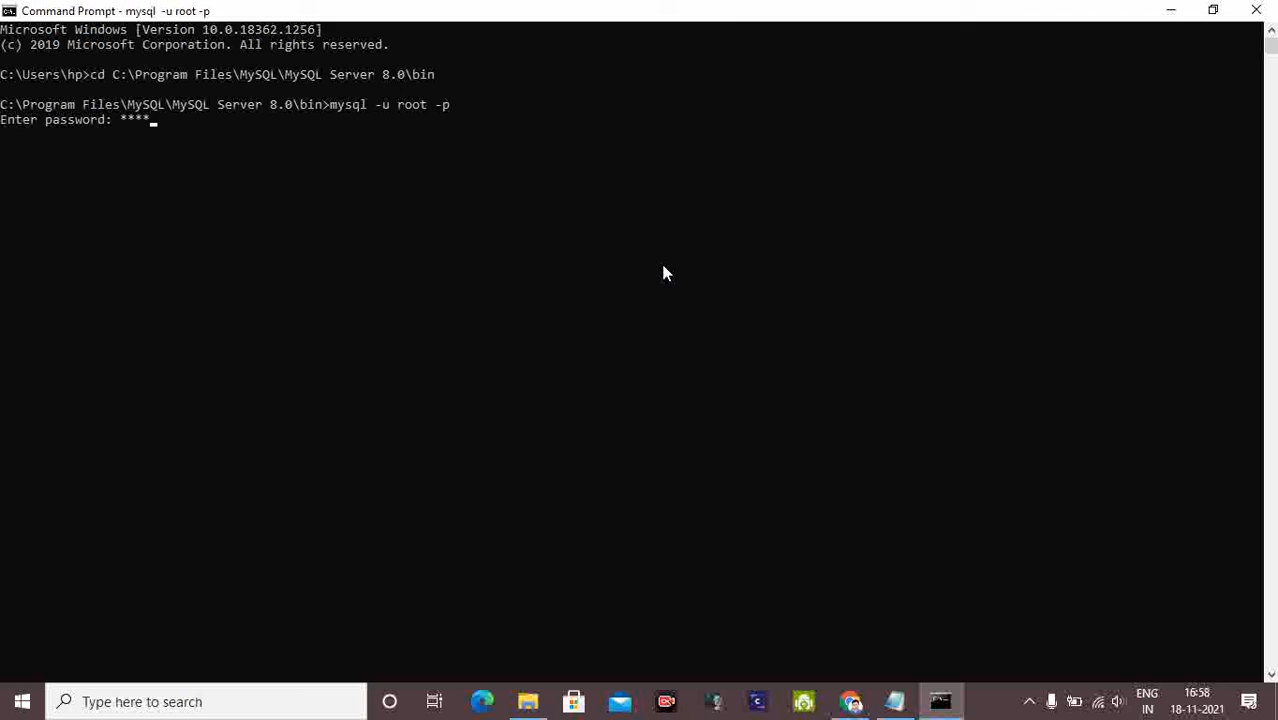 Command Prompt - mysql -u root -p
Microsoft Windows [Version 10.0.18362.1256]
(c) 2019 Microsoft Corporation. All rights reserved.
C:\Users\hp>cd C:\Program Files\MySQL\MySQL Server 8.0\bin
C:\Program Files\MySQL\MySQL Server 8.0\bin>mysql -u root -p
Enter password: ****
Type here to search
ENG
IN
16:58
18-11-2021